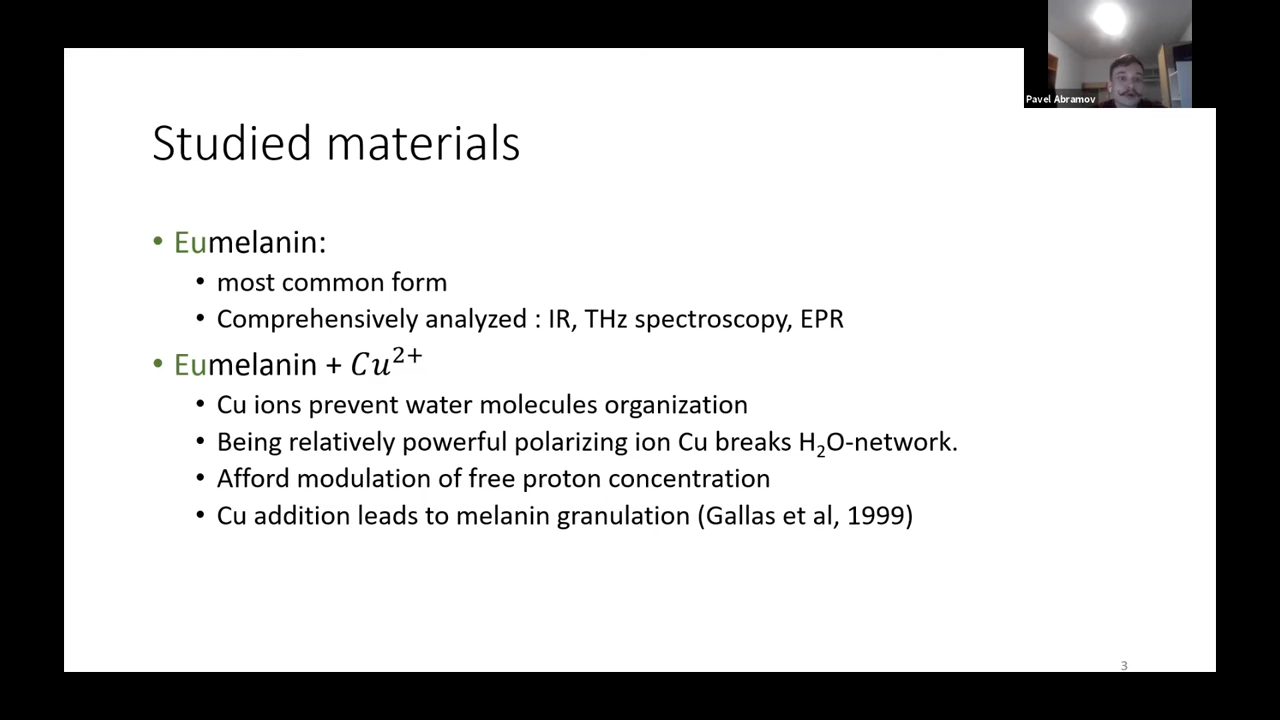 Pavel Abramov
Studied materials
• Eumelanin:
• most common form
• Comprehensively analyzed : IR, THz spectroscopy, EPR
• Eumelanin + Cu²⁺
• Cu ions prevent water molecules organization
• Being relatively powerful polarizing ion Cu breaks H₂O-network.
• Afford modulation of free proton concentration
• Cu addition leads to melanin granulation (Gallas et al, 1999)
3